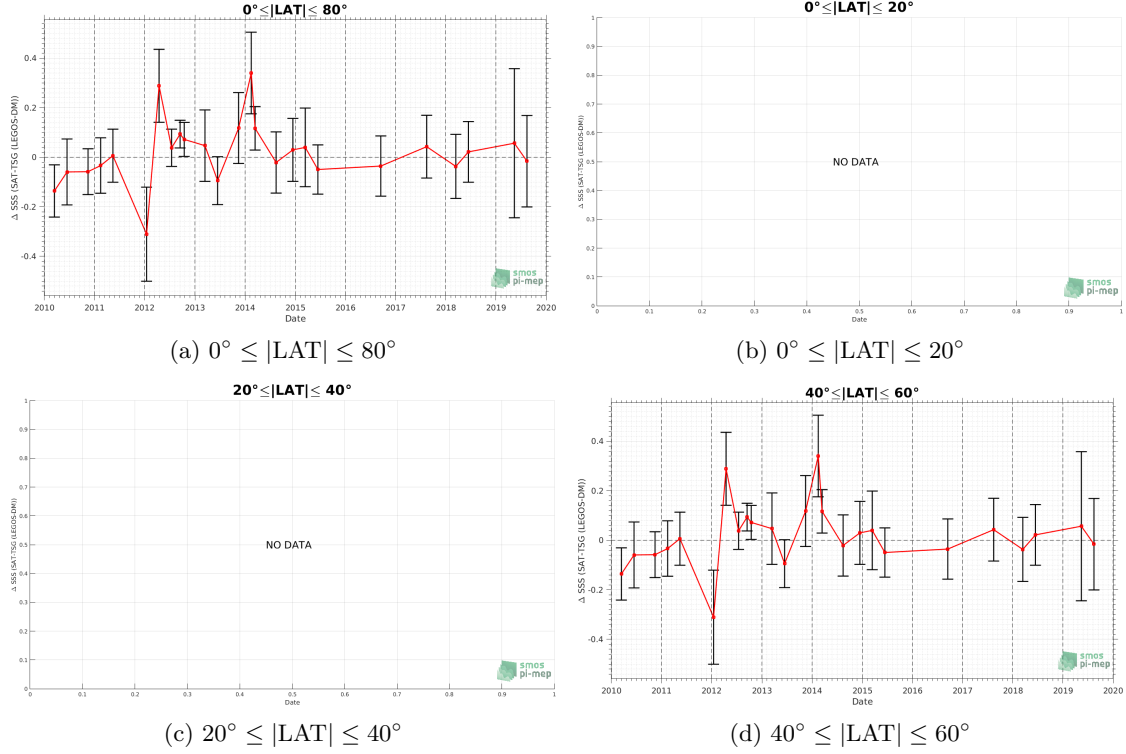 0°≤|LAT|≤ 80°
Δ SSS (SAT-TSG (LEGOS-DM))
0.4
0.2
0
-0.2
-0.4
2010 2011 2012 2013 2014 2015 2016 2017 2018 2019 2020
Date
smos
pi-mep
(a) 0° ≤ |LAT| ≤ 80°
0°≤|LAT|≤ 20°
Δ SSS (SAT-TSG (LEGOS-DM))
1
0.9
0.8
0.7
0.6
0.5
0.4
0.3
0.2
0.1
0
NO DATA
0 0.1 0.2 0.3 0.4 0.5 0.6 0.7 0.8 0.9 1
Date
smos
pi-mep
(b) 0° ≤ |LAT| ≤ 20°
20°≤|LAT|≤ 40°
Δ SSS (SAT-TSG (LEGOS-DM))
1
0.9
0.8
0.7
0.6
0.5
0.4
0.3
0.2
0.1
0
NO DATA
0 0.1 0.2 0.3 0.4 0.5 0.6 0.7 0.8 0.9 1
Date
smos
pi-mep
(c) 20° ≤ |LAT| ≤ 40°
40°≤|LAT|≤ 60°
Δ SSS (SAT-TSG (LEGOS-DM))
0.4
0.2
0
-0.2
-0.4
2010 2011 2012 2013 2014 2015 2016 2017 2018 2019 2020
Date
smos
pi-mep
(d) 40° ≤ |LAT| ≤ 60°